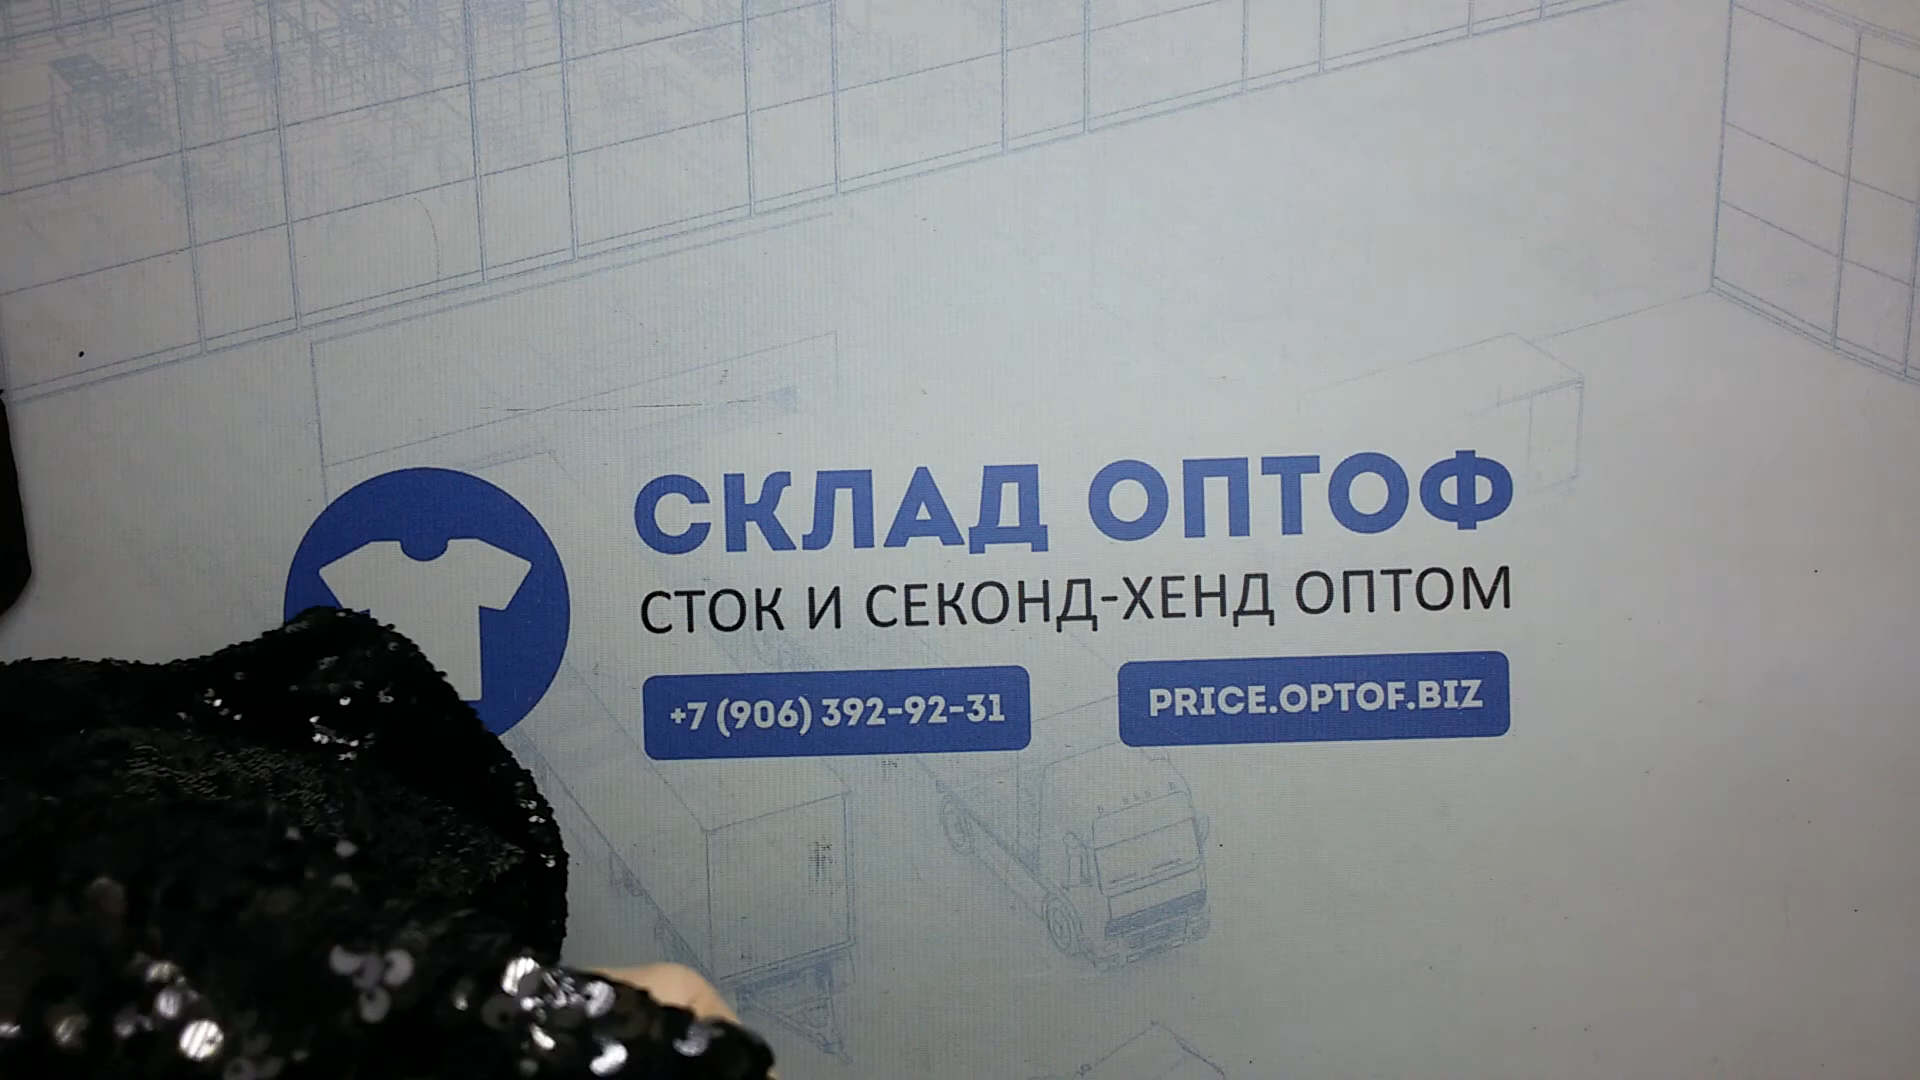 СКЛАД ОПТОФ
СТОК И СЕКОНД-ХЕНД ОПТОМ
+7 (906) 392-92-31
PRICE.OPTOF.BIZ